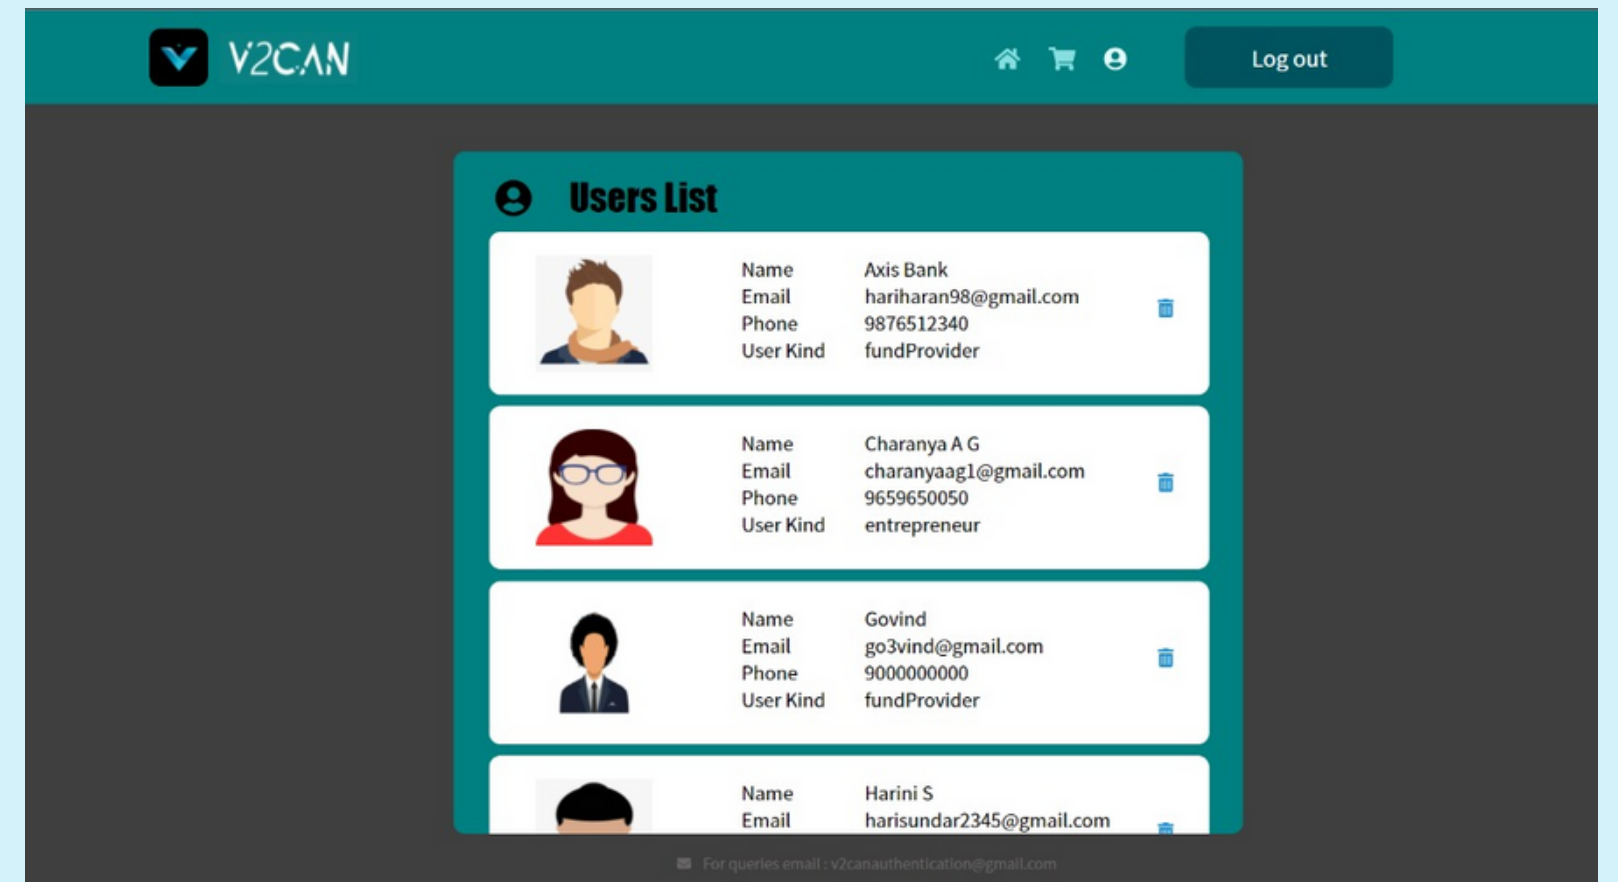 V2CAN
Log out
Users List
Name Axis Bank
Email hariharan98@gmail.com
Phone 9876512340
User Kind fundProvider
Name Charanya A G
Email charanyaag1@gmail.com
Phone 9659650050
User Kind entrepreneur
Name Govind
Email go3vind@gmail.com
Phone 9000000000
User Kind fundProvider
Name Harini S
Email harisundar2345@gmail.com
For queries email : v2canauthentication@gmail.com